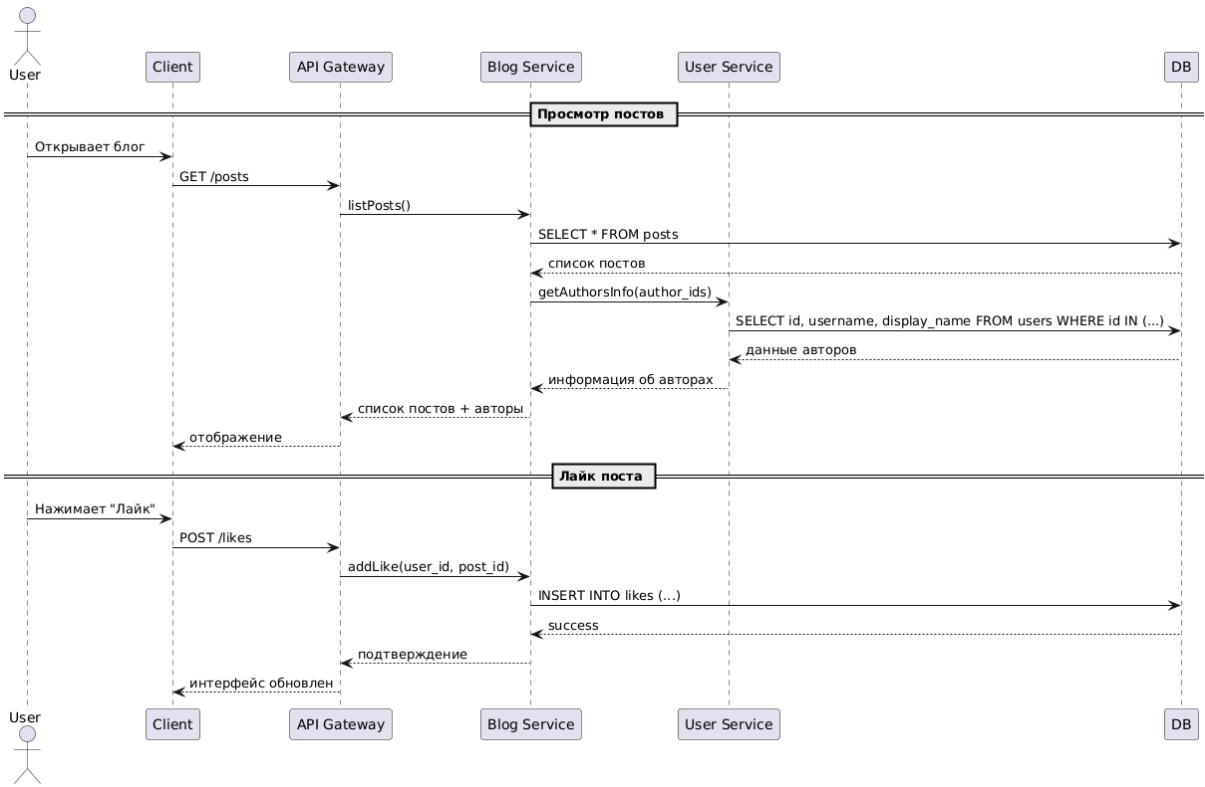 User
Client
API Gateway
Blog Service
User Service
DB
Просмотр постов
Открывает блог
GET /posts
listPosts()
SELECT * FROM posts
список постов
getAuthorsInfo(author_ids)
SELECT id, username, display_name FROM users WHERE id IN (...)
данные авторов
информация об авторах
список постов + авторы
отображение
Лайк поста
Нажимает "Лайк"
POST /likes
addLike(user_id, post_id)
INSERT INTO likes (...)
success
подтверждение
интерфейс обновлен
User
Client
API Gateway
Blog Service
User Service
DB